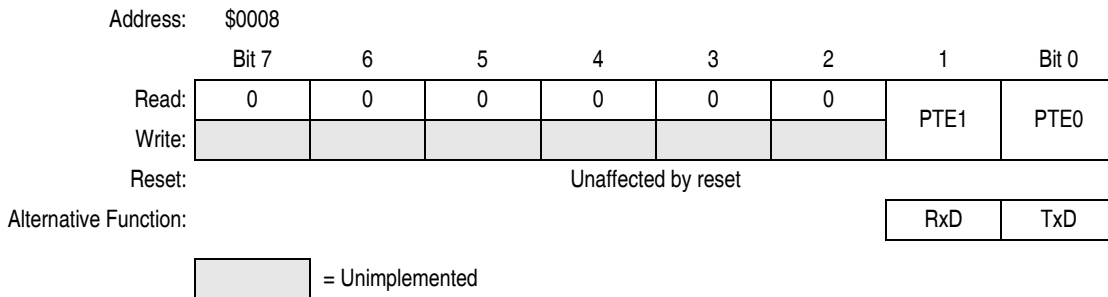 Address: $0008
Bit 7 6 5 4 3 2 1 Bit 0
Read: 0 0 0 0 0 0 PTE1 PTE0
Write:
Reset: Unaffected by reset
Alternative Function: RxD TxD
= Unimplemented